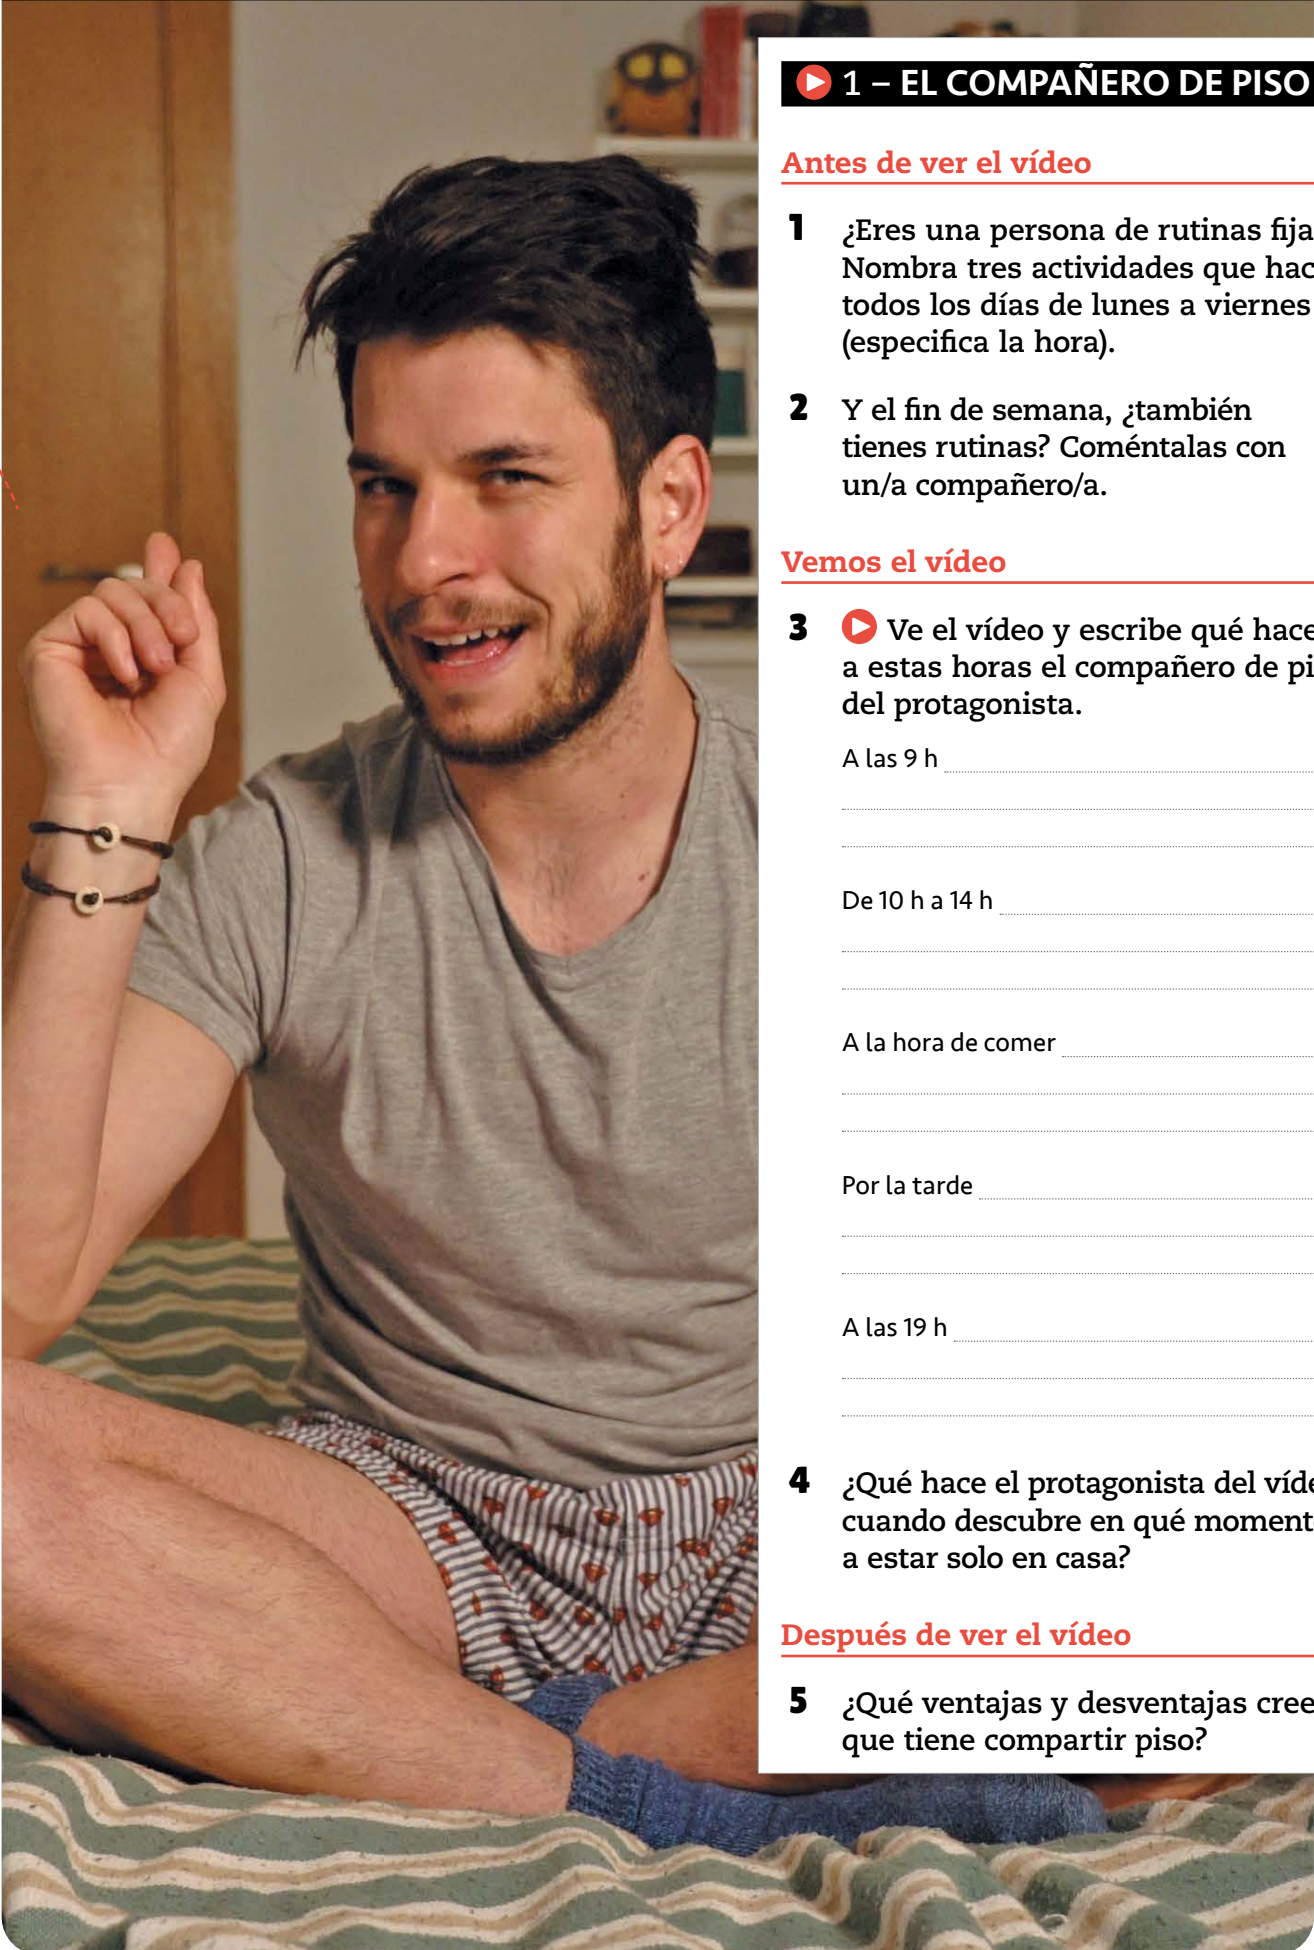 1 – EL COMPAÑERO DE PISO
Antes de ver el vídeo
1 ¿Eres una persona de rutinas fija
Nombra tres actividades que hac
todos los días de lunes a viernes
(especifica la hora).
2 Y el fin de semana, ¿también
tienes rutinas? Coméntalas con
un/a compañero/a.
Vemos el vídeo
3 Ve el vídeo y escribe qué hace
a estas horas el compañero de pi
del protagonista.
A las 9 h
De 10 h a 14 h
A la hora de comer
Por la tarde
A las 19 h
4 ¿Qué hace el protagonista del víde
cuando descubre en qué moment
a estar solo en casa?
Después de ver el vídeo
5 ¿Qué ventajas y desventajas cree
que tiene compartir piso?